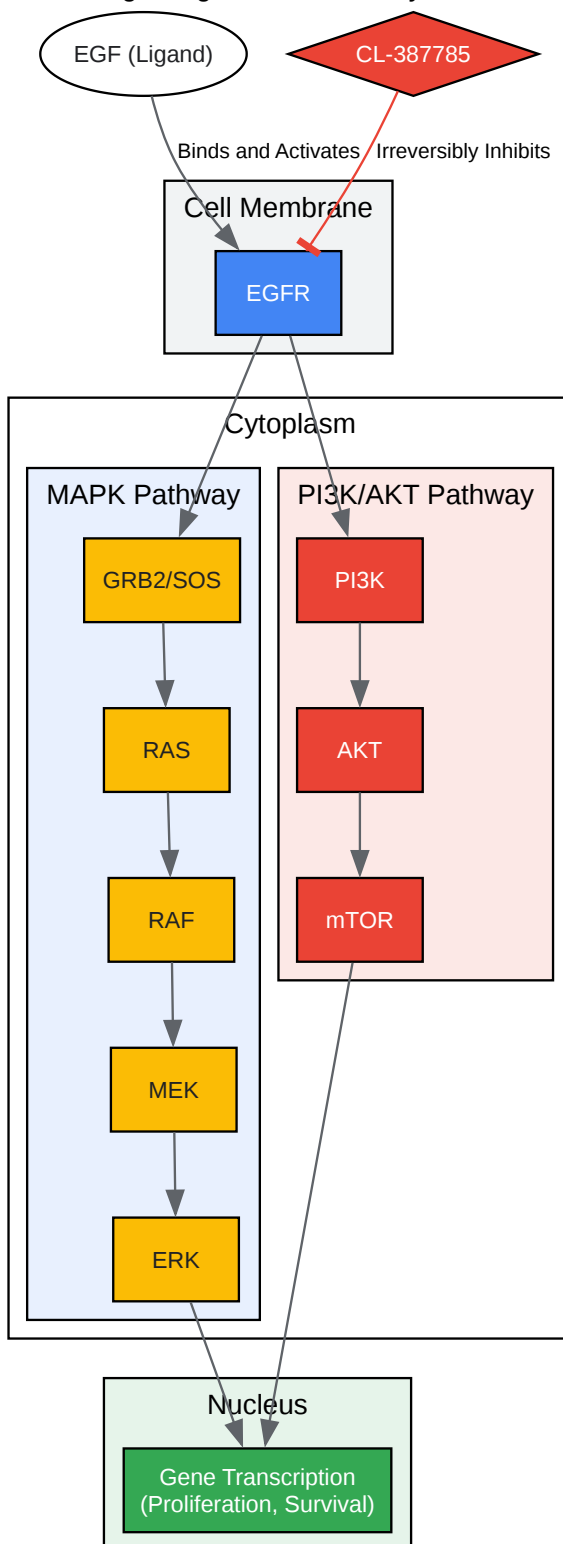 EGF (Ligand)
CL-387785
Binds and Activates
Irreversibly Inhibits
Cell Membrane
EGFR
Cytoplasm
MAPK Pathway
PI3K/AKT Pathway
GRB2/SOS
PI3K
RAS
AKT
RAF
mTOR
MEK
ERK
Nucleus
Gene Transcription
(Proliferation, Survival)